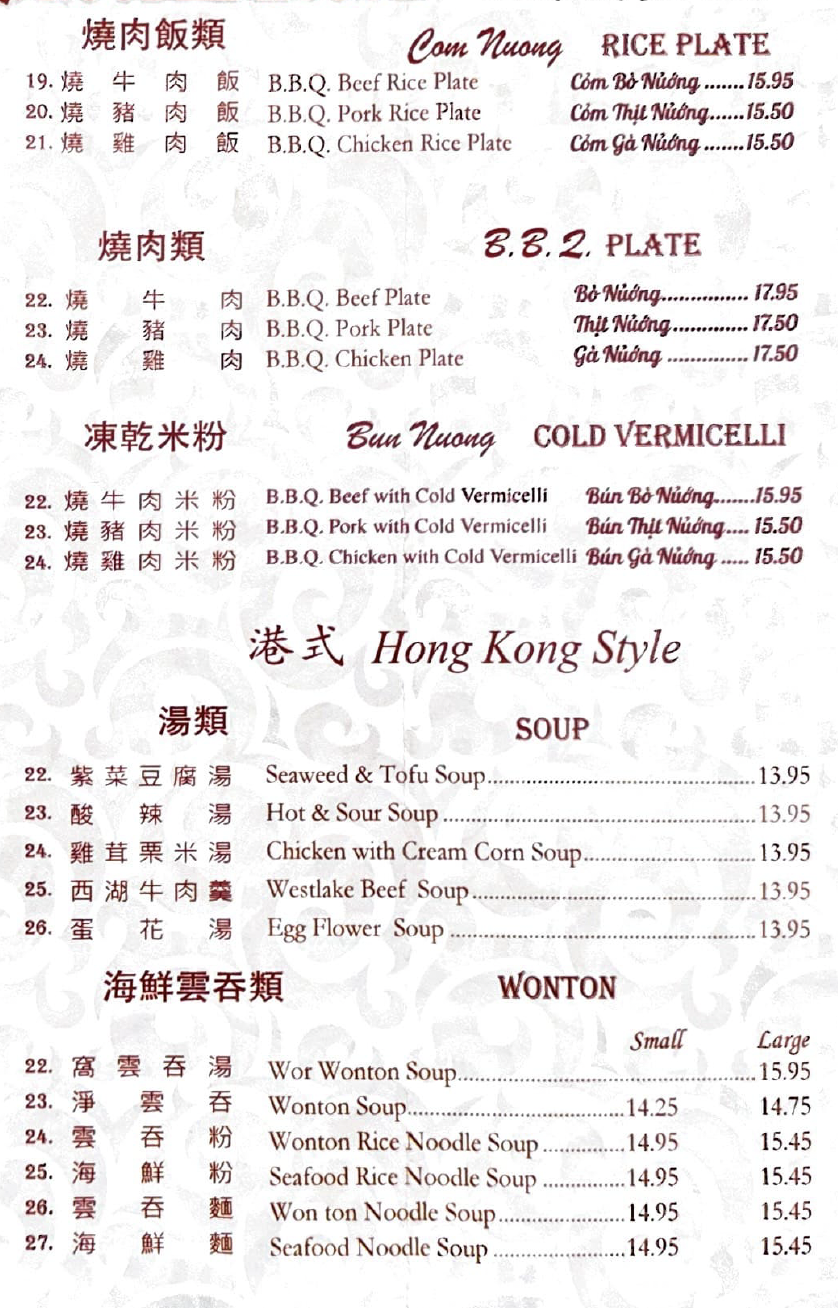 燒肉飯類 Com Nuong RICE PLATE
19. 燒牛肉飯 B.B.Q. Beef Rice Plate Cỏm Bò Nủóng.......15.95
20. 燒豬肉飯 B.B.Q. Pork Rice Plate Cỏm Thịt Nủóng......15.50
21. 燒雞肉飯 B.B.Q. Chicken Rice Plate Cỏm Gà Nủóng.......15.50
燒肉類 B.B.Q. PLATE
22. 燒牛肉 B.B.Q. Beef Plate Bò Nủóng............... 17.95
23. 燒豬肉 B.B.Q. Pork Plate Thịt Nủóng............. 17.50
24. 燒雞肉 B.B.Q. Chicken Plate Gà Nủóng .............. 17.50
凍乾米粉 Bun Nuong COLD VERMICELLI
22. 燒牛肉米粉 B.B.Q. Beef with Cold Vermicelli Bún Bò Nủóng.......15.95
23. 燒豬肉米粉 B.B.Q. Pork with Cold Vermicelli Bún Thịt Nủóng.... 15.50
24. 燒雞肉米粉 B.B.Q. Chicken with Cold Vermicelli Bún Gà Nủóng ..... 15.50
港式 Hong Kong Style
湯類 SOUP
22. 紫菜豆腐湯 Seaweed & Tofu Soup..................................................13.95
23. 酸辣湯 Hot & Sour Soup ..........................................................13.95
24. 雞茸栗米湯 Chicken with Cream Corn Soup................................13.95
25. 西湖牛肉羹 Westlake Beef Soup....................................................13.95
26. 蛋花湯 Egg Flower Soup .........................................................13.95
海鮮雲吞類 WONTON
Small Large
22. 窩雲吞湯 Wor Wonton Soup.......................................................15.95
23. 淨雲吞 Wonton Soup........................................14.25 14.75
24. 雲吞粉 Wonton Rice Noodle Soup ...............14.95 15.45
25. 海鮮粉 Seafood Rice Noodle Soup ...............14.95 15.45
26. 雲吞麵 Won ton Noodle Soup.......................14.95 15.45
27. 海鮮麵 Seafood Noodle Soup ........................14.95 15.45